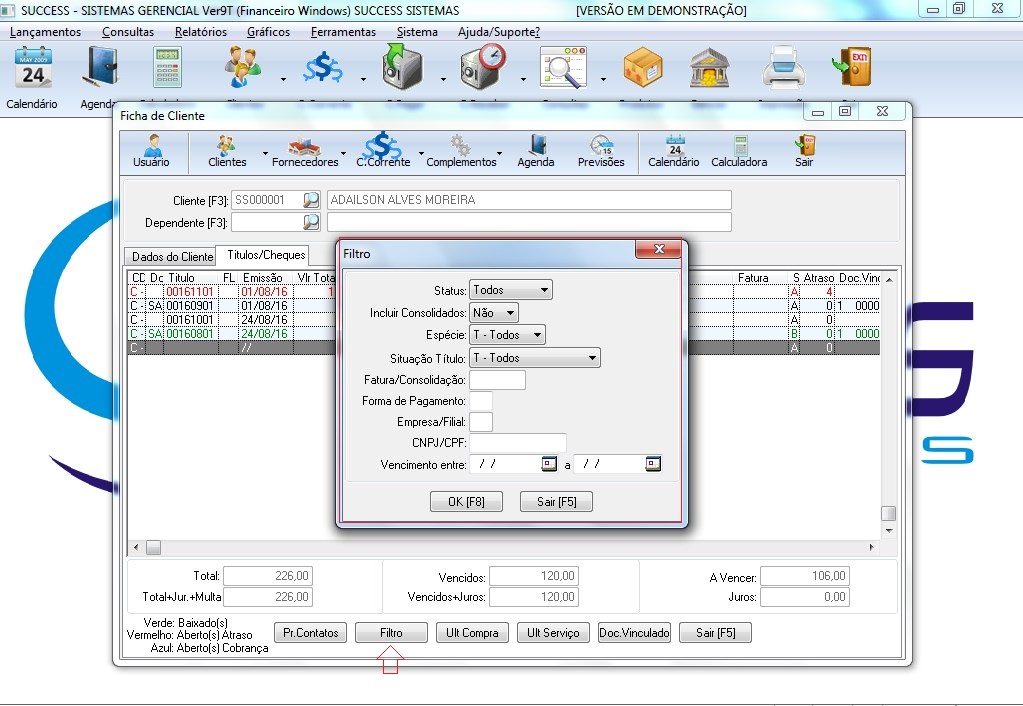 SUCCESS - SISTEMAS GERENCIAL Ver9T (Financeiro Windows) SUCCESS SISTEMAS [VERSÃO EM DEMONSTRAÇÃO]
Lançamentos Consultas Relatórios Gráficos Ferramentas Sistema Ajuda/Suporte?
MAY 2009
24
EXIT
Calendário Agenda
Ficha de Cliente
Usuário Clientes Fornecedores C.Corrente Complementos Agenda Previsões Calendário Calculadora Sair
Cliente [F3]: SS000001 ADAILSON ALVES MOREIRA
Dependente [F3]:
Dados do Cliente Titulos/Cheques
CD Dc Titulo FL Emissão Vlr Tota Fatura S Atraso Doc.Vinc
C - 00161101 01/08/16 1 A 4
C - SA 00160901 01/08/16 A 0 1 0000
C - 00161001 24/08/16 A 0
C - SA 00160801 24/08/16 B 0 1 0000
C - // A 0
Filtro
Status: Todos
Incluir Consolidados: Não
Espécie: T - Todos
Situação Título: T - Todos
Fatura/Consolidação:
Forma de Pagamento:
Empresa/Filial:
CNPJ/CPF:
Vencimento entre: / / a / /
OK [F8] Sair [F5]
S
Total: 226,00 Vencidos: 120,00 A Vencer: 106,00
Total+Jur.+Multa 226,00 Vencidos+Juros: 120,00 Juros: 0,00
Verde: Baixado(s)
Vermelho: Aberto(s) Atraso
Azul: Aberto(s) Cobrança
Pr.Contatos Filtro Ult Compra Ult Serviço Doc.Vinculado Sair [F5]